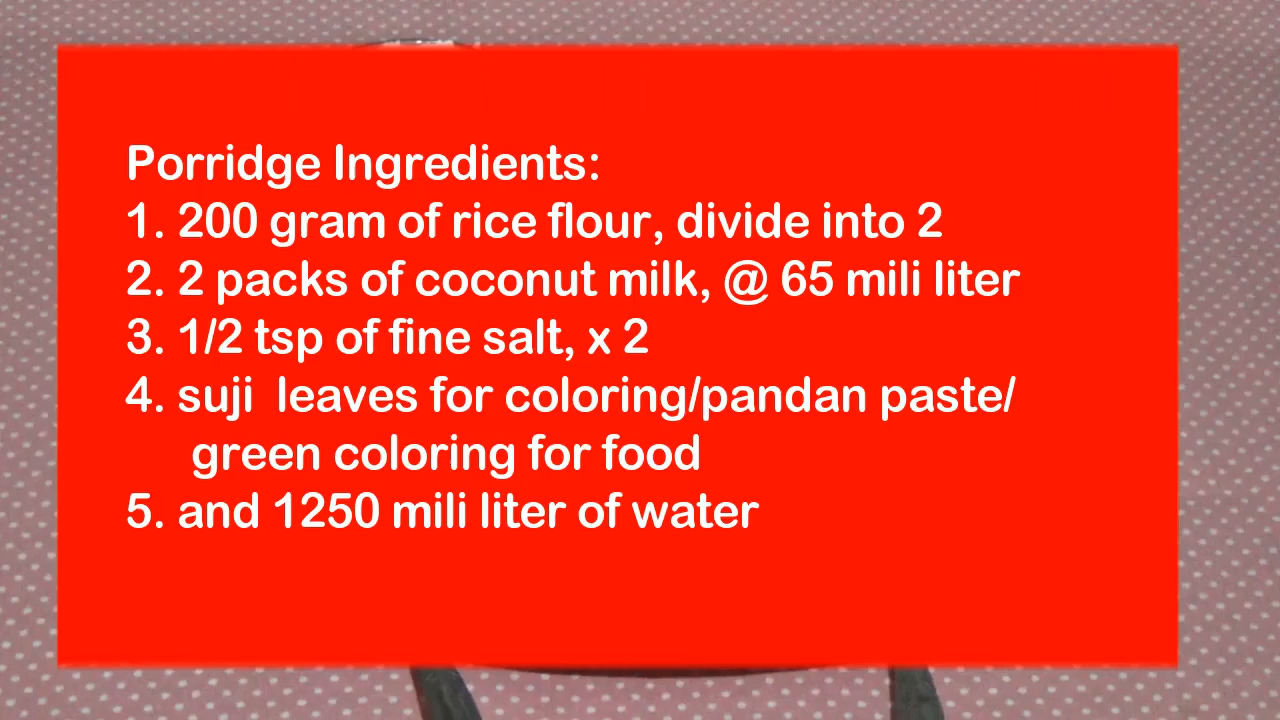 Porridge Ingredients:
1. 200 gram of rice flour, divide into 2
2. 2 packs of coconut milk, @ 65 mili liter
3. 1/2 tsp of fine salt, x 2
4. suji  leaves for coloring/pandan paste/
green coloring for food
5. and 1250 mili liter of water